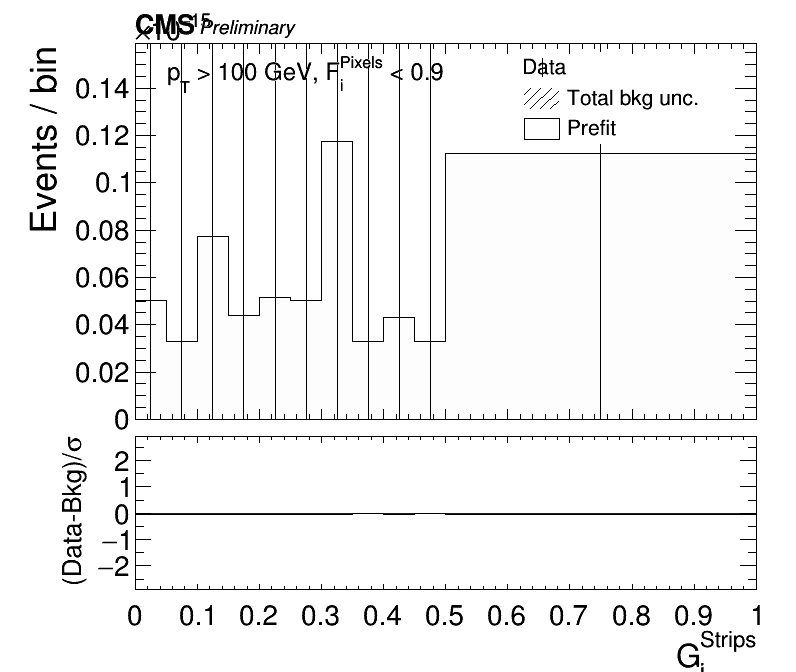 CMS Preliminary
×10^15
p_T > 100 GeV, F_i^Pixels < 0.9
Data
Total bkg unc.
Prefit
Events / bin
0.14
0.12
0.1
0.08
0.06
0.04
0.02
0
(Data-Bkg)/σ
2
1
0
−1
−2
0 0.1 0.2 0.3 0.4 0.5 0.6 0.7 0.8 0.9 1
G_i^Strips